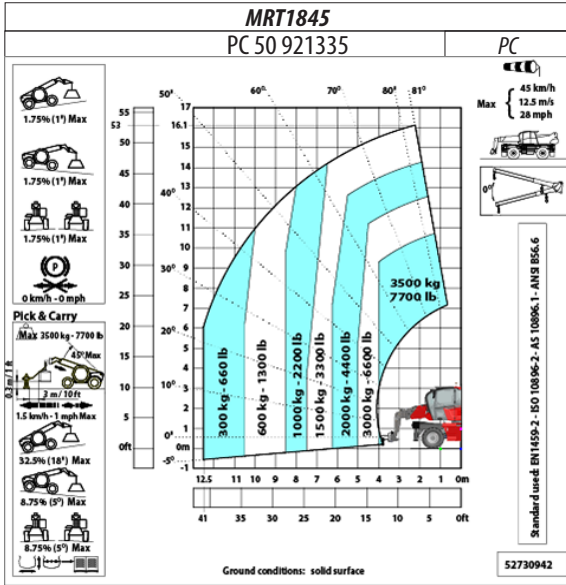 MRT1845
PC 50 921335
PC
1.75% (1°) Max
1.75% (1°) Max
1.75% (1°) Max
P
0 km/h - 0 mph
Pick & Carry
Max 3500 kg - 7700 lb
45° Max
0.3 m / 1 ft
3 m / 10 ft
1.5 km/h - 1 mph Max
32.5% (18°) Max
8.75% (5°) Max
8.75% (5°) Max
50° 60° 70° 80° 81°
40°
30°
20°
10°
0°
-5°
55
53
50
45
40
35
30
25
20
15
10
5
0ft
17
16.1
15
14
13
12
11
10
9
8
7
6
5
4
3
2
1
0m
-1
300 kg - 660 lb
600 kg - 1300 lb
1000 kg - 2200 lb
1500 kg - 3300 lb
2000 kg - 4400 lb
3000 kg - 6600 lb
3500 kg
7700 lb
12.5 11 10 9 8 7 6 5 4 3 2 1 0m
41 35 30 25 20 15 10 5 0ft
Ground conditions: solid surface
Max
45 km/h
12.5 m/s
28 mph
0°
Standard used: EN1459-2 - ISO 10896-2 - AS 10896.1 - ANSI B56.6
52730942